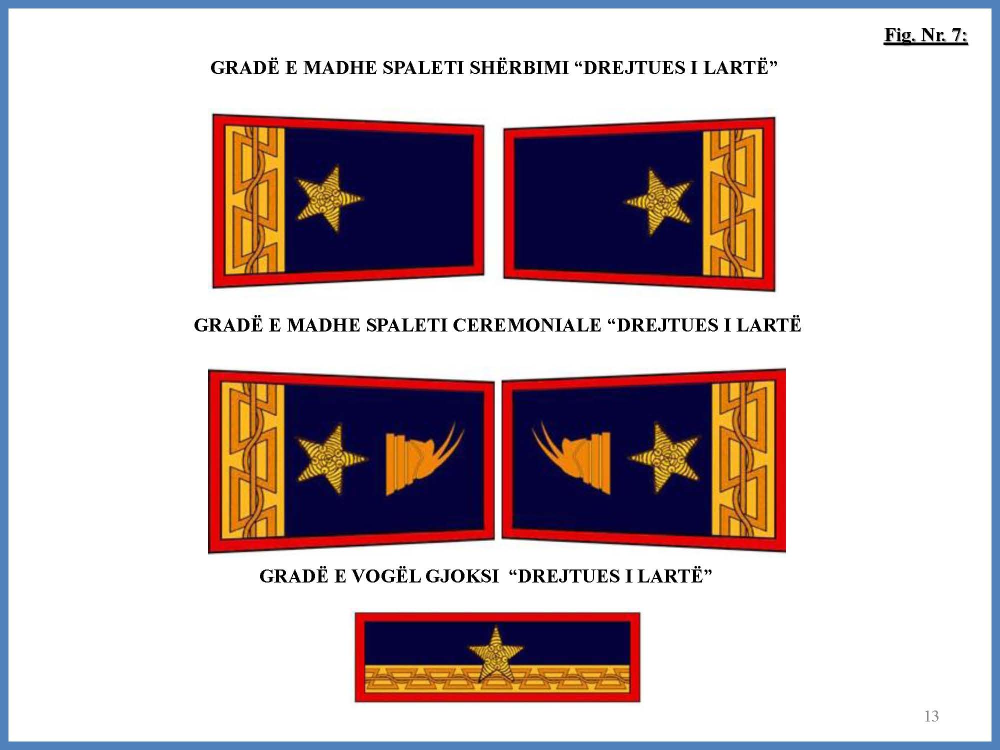 Fig. Nr. 7:
GRADË E MADHE SPALETI SHËRBIMI “DREJTUES I LARTË”
GRADË E MADHE SPALETI CEREMONIALE “DREJTUES I LARTË
GRADË E VOGËL GJOKSI “DREJTUES I LARTË”
13